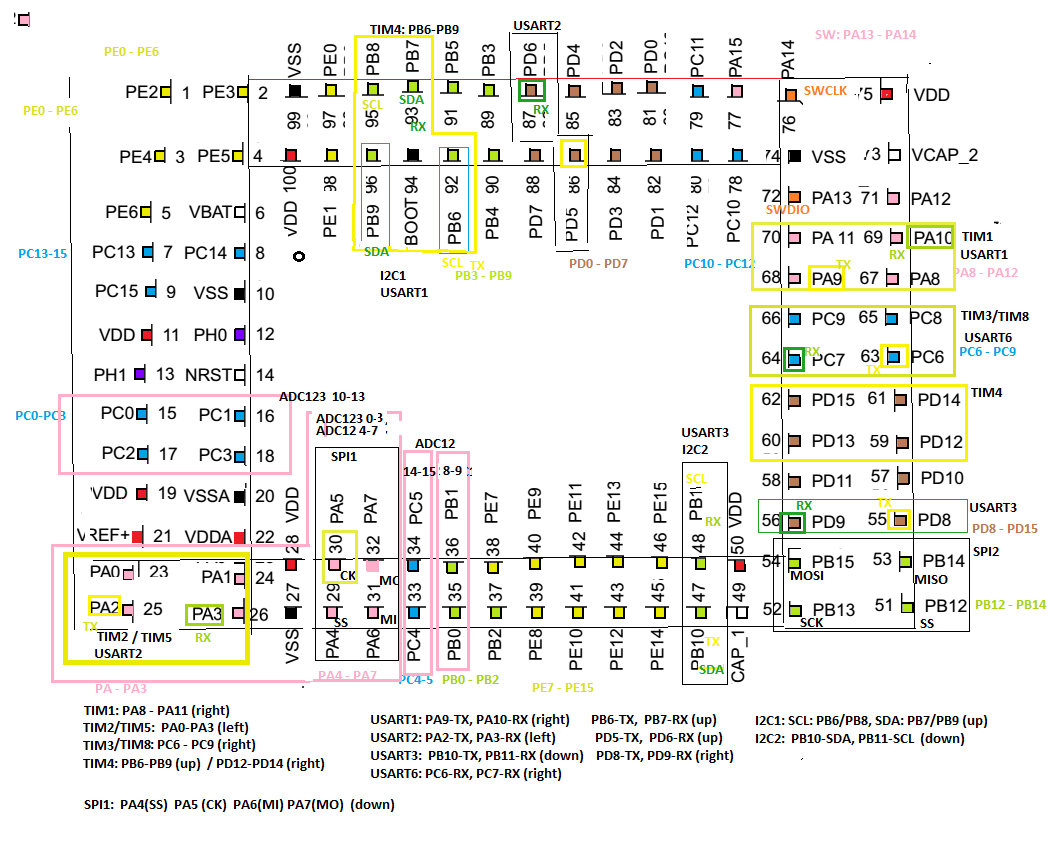 TIM4: PB6-PB9
USART2
SW: PA13 - PA14
PE0 - PE6
VSS PE0 PB8 PB7 PB5 PB3 PD6 PD4 PD2 PD0 PC11 PA15 PA14
PE2 1 PE3 2
SWCLK 75 VDD
PE0 - PE6
SCL SDA RX
99 97 95 93 91 89 87 85 83 81 79 77 76
RX
PE4 3 PE5 4
74 VSS 73 VCAP_2
100 98 96 94 92 90 88 86 84 82 80 78
VDD PE1 PB9 BOOT PB6 PB4 PD7 PD5 PD3 PD1 PC12 PC10
72 PA13 71 PA12
SWDIO
PE6 5 VBAT 6
70 PA 11 69 PA10 TIM1
PC13-15 PC13 7 PC14 8
SDA SCL TX
RX USART1
PD0 - PD7
PC10 - PC12
TX
PB3 - PB9
I2C1
USART1
68 PA9 67 PA8 PA8 - PA12
PC15 9 VSS 10
66 PC9 65 PC8 TIM3/TIM8
VDD 11 PH0 12
USART6
64 RX PC7 63 PC6 PC6 - PC9
TX
PH1 13 NRST 14
ADC123 10-13
62 PD15 61 PD14 TIM4
PC0-PC3 PC0 15 PC1 16
ADC123 0-3
ADC12 4-7
ADC12
USART3
I2C2
60 PD13 59 PD12
PC2 17 PC3 18
SPI1
14-15 8-9
58 PD11 57 PD10
SCL
VDD 19 VSSA 20
VDD PA5 PA7 PC5 PB1 PE7 PE9 PE11 PE13 PE15 PB11 VDD
RX
RX TX USART3
56 PD9 55 PD8 PD8 - PD15
VREF+ 21 VDDA 22
28 30 32 34 36 38 40 42 44 46 48 50
SPI2
54 PB15 53 PB14
MOSI MISO
PA0 23 PA1 24
CK MO
27 29 31 33 35 37 39 41 43 45 47 49
PA2 25 PA3 26
52 PB13 51 PB12 PB12 - PB14
SCK SS
TX RX
SS MI
TIM2 / TIM5
USART2
VSS PA4 PA6 PC4 PB0 PB2 PE8 PE10 PE12 PE14 PB10 CAP_1
TX
SDA
PA - PA3
PA4 - PA7
PC4-5
PB0 - PB2
PE7 - PE15
TIM1: PA8 - PA11 (right)
TIM2/TIM5: PA0-PA3 (left)
TIM3/TIM8: PC6 - PC9 (right)
TIM4: PB6-PB9 (up) / PD12-PD14 (right)
SPI1: PA4(SS) PA5 (CK) PA6(MI) PA7(MO) (down)
USART1: PA9-TX, PA10-RX (right) PB6-TX, PB7-RX (up)
USART2: PA2-TX, PA3-RX (left) PD5-TX, PD6-RX (up)
USART3: PB10-TX, PB11-RX (down) PD8-TX, PD9-RX (right)
USART6: PC6-RX, PC7-RX (right)
I2C1: SCL: PB6/PB8, SDA: PB7/PB9 (up)
I2C2: PB10-SDA, PB11-SCL (down)